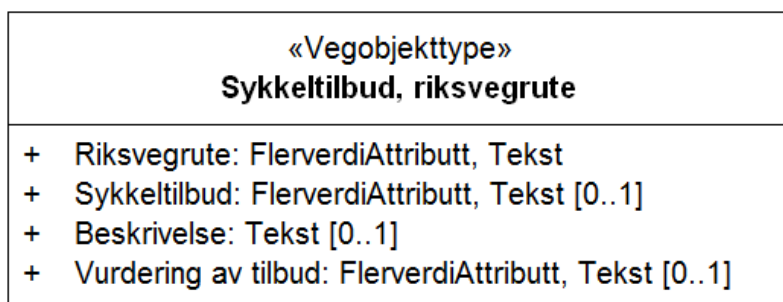 «Vegobjekttype»
Sykkeltilbud, riksvegrute
+ Riksvegrute: FlerverdiAttributt, Tekst
+ Sykkeltilbud: FlerverdiAttributt, Tekst [0..1]
+ Beskrivelse: Tekst [0..1]
+ Vurdering av tilbud: FlerverdiAttributt, Tekst [0..1]